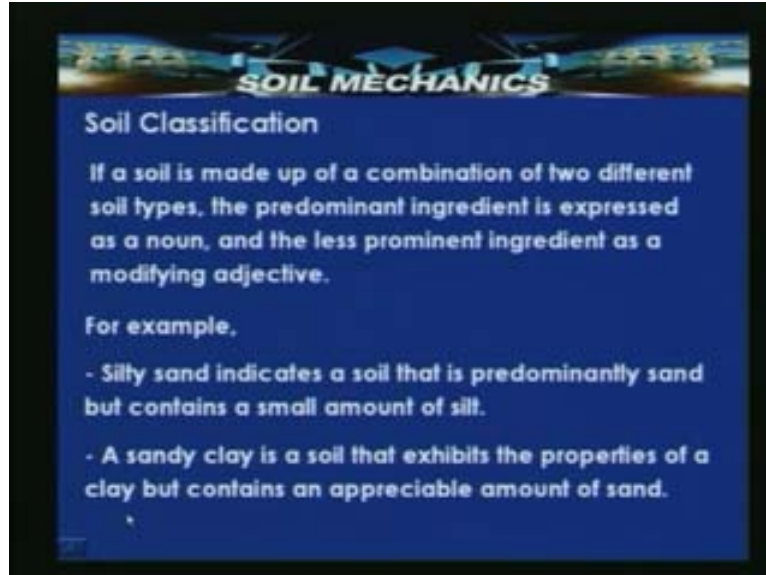 SOIL MECHANICS
Soil Classification
If a soil is made up of a combination of two different
soil types, the predominant ingredient is expressed
as a noun, and the less prominent ingredient as a
modifying adjective.
For example,
- Silty sand indicates a soil that is predominantly sand
but contains a small amount of silt.
- A sandy clay is a soil that exhibits the properties of a
clay but contains an appreciable amount of sand.